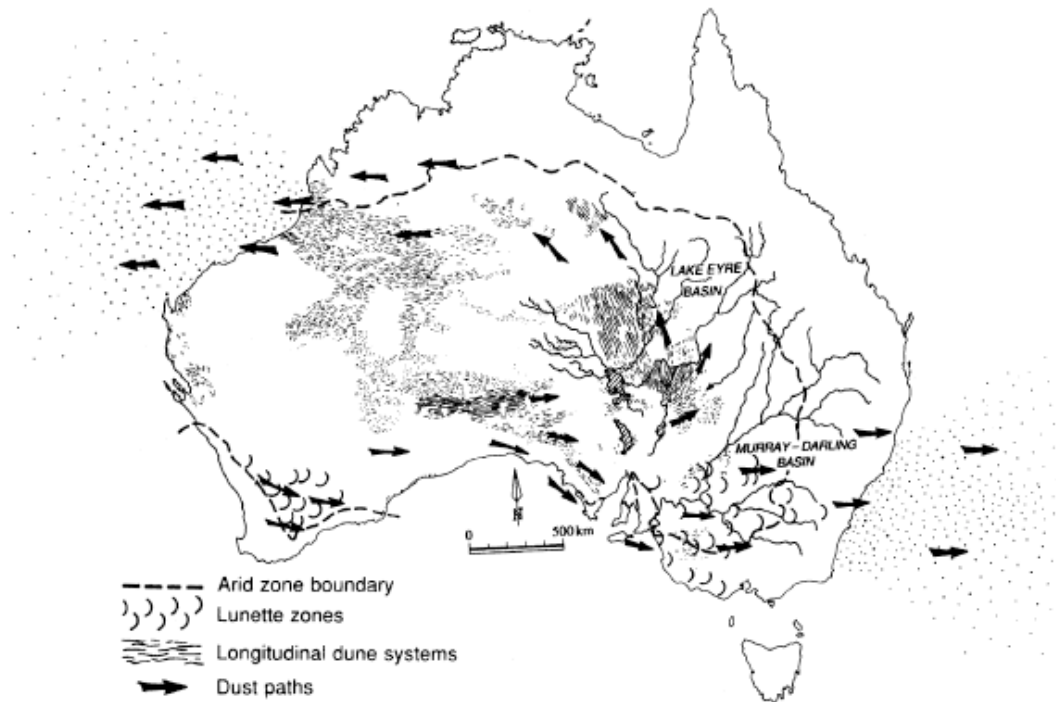 LAKE EYRE
BASIN
MURRAY-DARLING
BASIN
N
0 500 km
Arid zone boundary
Lunette zones
Longitudinal dune systems
Dust paths